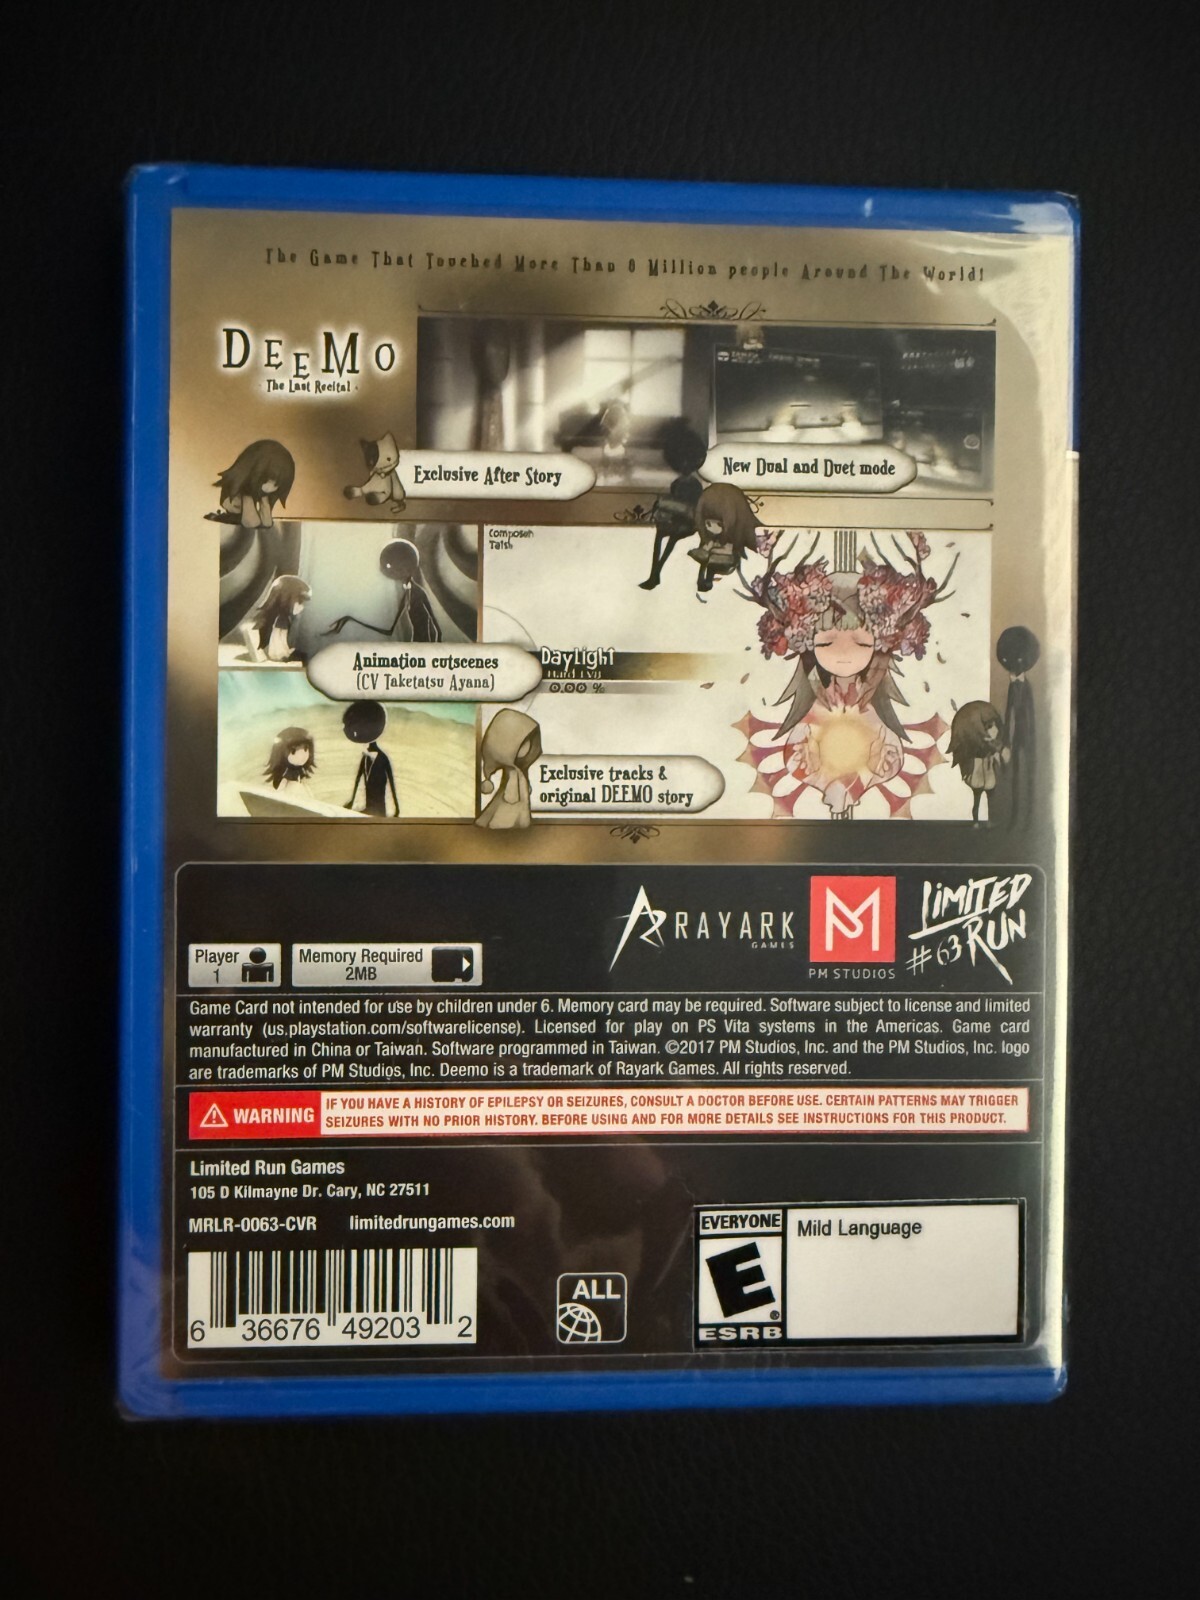 The Game That Touched More Than 8 Million people Around The World!
DEEMO
- The Last Recital -
Exclusive After Story
New Dual and Duet mode
Composer
Taish
Animation cutscenes
(CV Taketatsu Ayana)
DayLight
Hard LV8
0.00 %
Exclusive tracks &
original DEEMO story
RAYARK
GAMES
PM STUDIOS
LIMITED
RUN
#63
Player
1
Memory Required
2MB
Game Card not intended for use by children under 6. Memory card may be required. Software subject to license and limited
warranty (us.playstation.com/softwarelicense). Licensed for play on PS Vita systems in the Americas. Game card
manufactured in China or Taiwan. Software programmed in Taiwan. ©2017 PM Studios, Inc. and the PM Studios, Inc. logo
are trademarks of PM Studios, Inc. Deemo is a trademark of Rayark Games. All rights reserved.
WARNING
IF YOU HAVE A HISTORY OF EPILEPSY OR SEIZURES, CONSULT A DOCTOR BEFORE USE. CERTAIN PATTERNS MAY TRIGGER
SEIZURES WITH NO PRIOR HISTORY. BEFORE USING AND FOR MORE DETAILS SEE INSTRUCTIONS FOR THIS PRODUCT.
Limited Run Games
105 D Kilmayne Dr. Cary, NC 27511
MRLR-0063-CVR limitedrungames.com
6 36676 49203 2
ALL
EVERYONE
E
ESRB
Mild Language